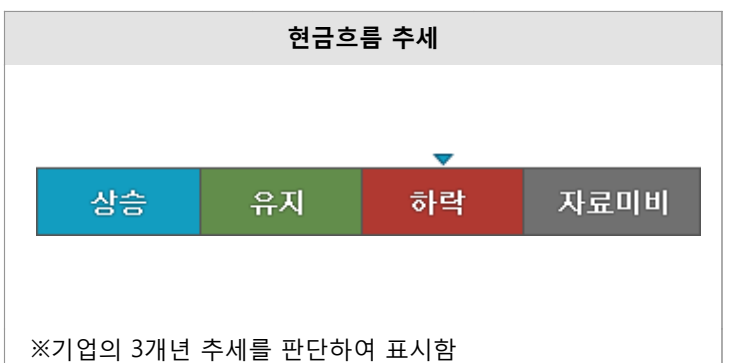 현금흐름 추세
상승 유지 하락 자료미비
※기업의 3개년 추세를 판단하여 표시함